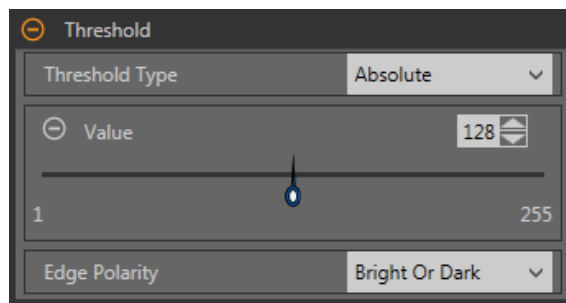 Threshold
Threshold Type Absolute
Value 128
1 255
Edge Polarity Bright Or Dark